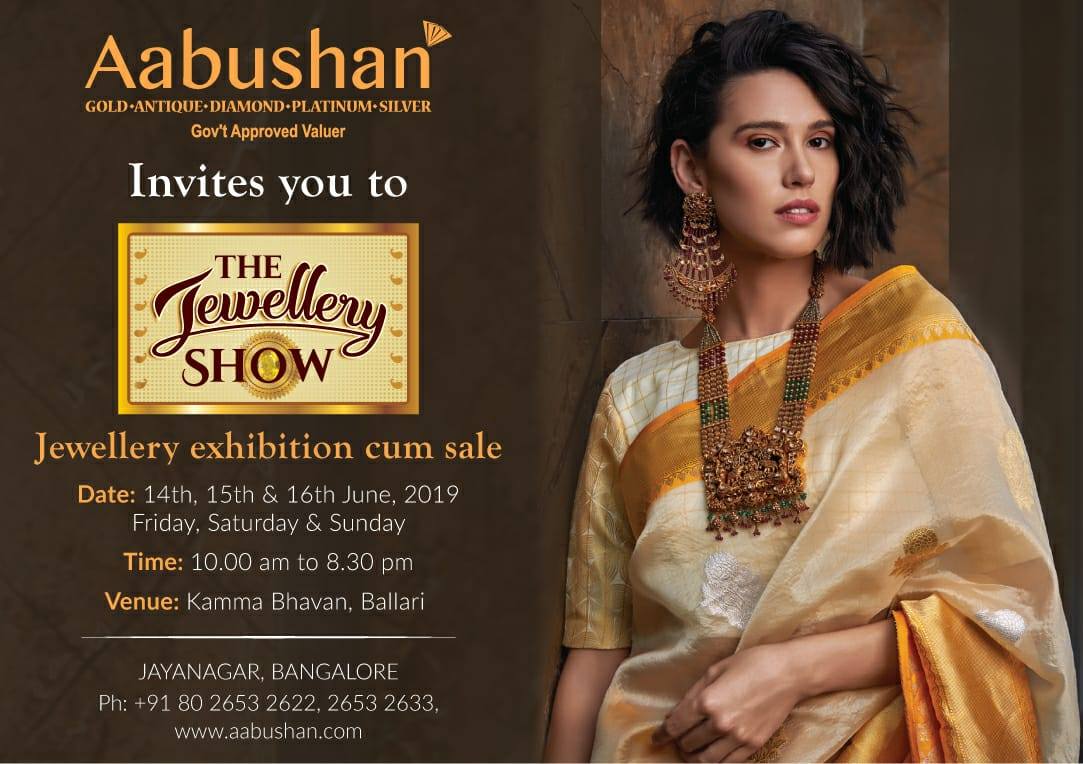 Aabushan
GOLD•ANTIQUE•DIAMOND•PLATINUM•SILVER
Gov't Approved Valuer
Invites you to
THE
Jewellery
SHOW
Jewellery exhibition cum sale
Date: 14th, 15th & 16th June, 2019
Friday, Saturday & Sunday
Time: 10.00 am to 8.30 pm
Venue: Kamma Bhavan, Ballari
JAYANAGAR, BANGALORE
Ph: +91 80 2653 2622, 2653 2633,
www.aabushan.com